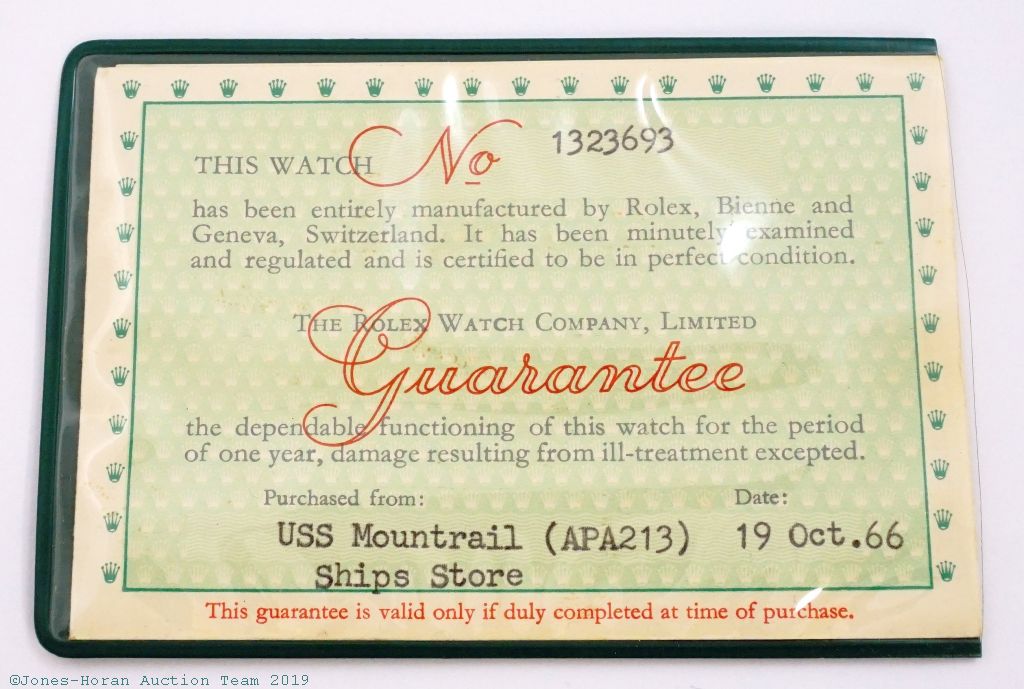 THIS WATCH No 1323693
has been entirely manufactured by Rolex, Bienne and
Geneva, Switzerland. It has been minutely examined
and regulated and is certified to be in perfect condition.
THE ROLEX WATCH COMPANY, LIMITED
Guarantee
the dependable functioning of this watch for the period
of one year, damage resulting from ill-treatment excepted.
Purchased from: Date:
USS Mountrail (APA213) 19 Oct.66
Ships Store
This guarantee is valid only if duly completed at time of purchase.
©Jones-Horan Auction Team 2019